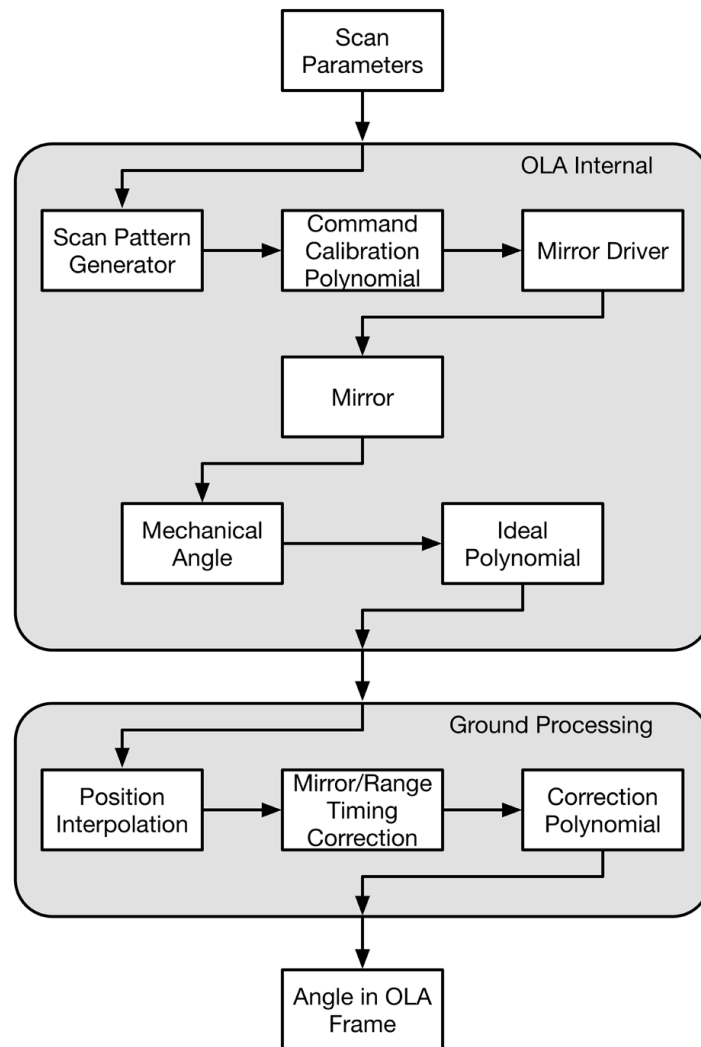 Scan
Parameters
OLA Internal
Scan Pattern
Generator
Command
Calibration
Polynomial
Mirror Driver
Mirror
Mechanical
Angle
Ideal
Polynomial
Ground Processing
Position
Interpolation
Mirror/Range
Timing
Correction
Correction
Polynomial
Angle in OLA
Frame